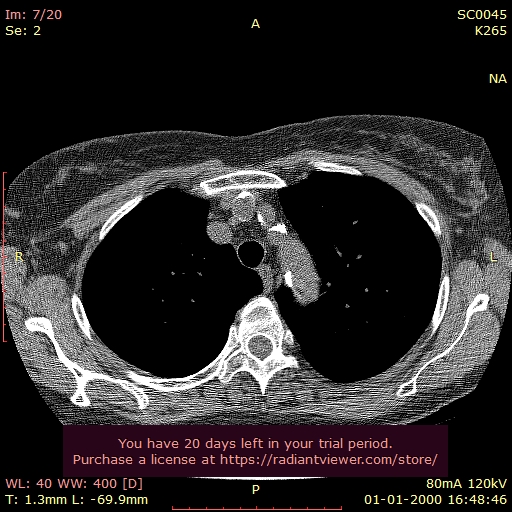 Im: 7/20
Se: 2
A
SC0045
K265
NA
R
L
You have 20 days left in your trial period.
Purchase a license at https://radiantviewer.com/store/
WL: 40 WW: 400 [D]
T: 1.3mm L: -69.9mm
P
80mA 120kV
01-01-2000 16:48:46